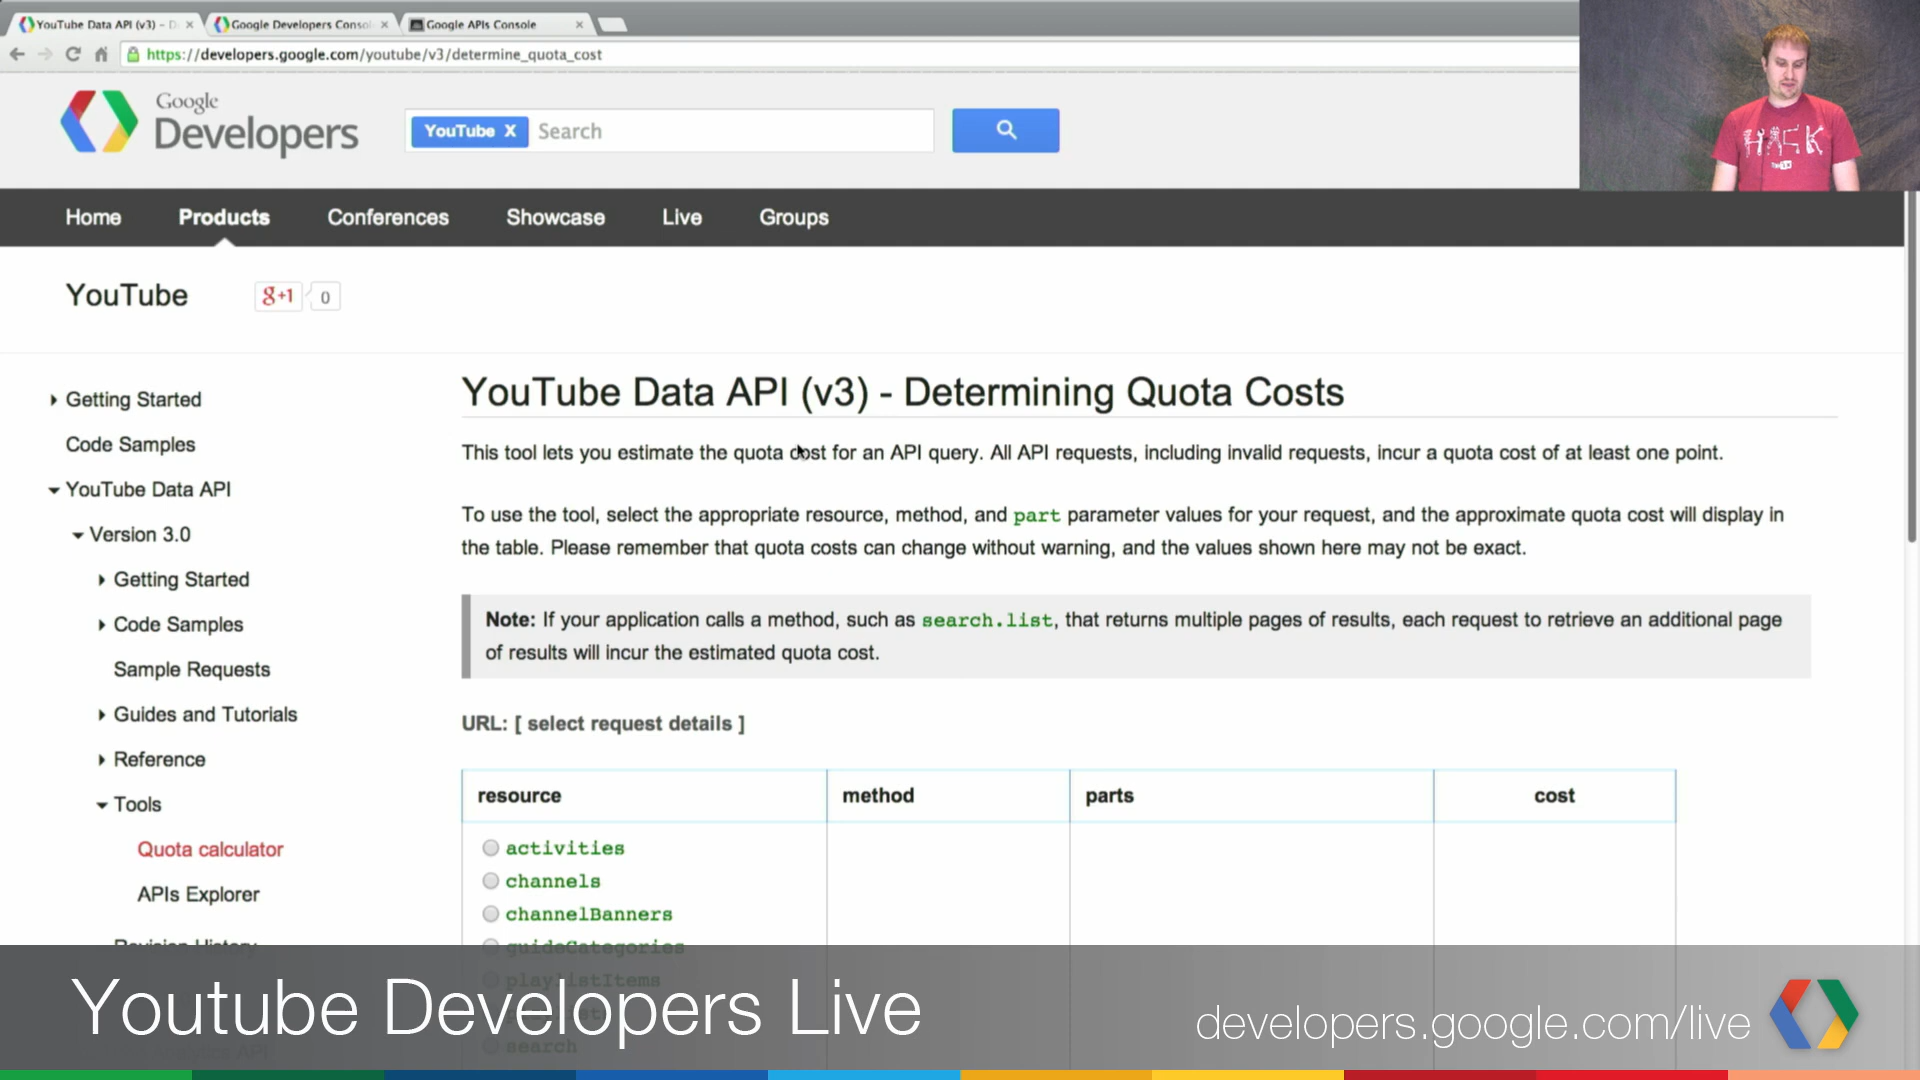 YouTube Data API (v3) – D
Google Developers Consol
Google APIs Console
https://developers.google.com/youtube/v3/determine_quota_cost
Google
Developers
YouTube X Search
HACK
Home Products Conferences Showcase Live Groups
YouTube
g+1 0
Getting Started
Code Samples
YouTube Data API
Version 3.0
Getting Started
Code Samples
Sample Requests
Guides and Tutorials
Reference
Tools
Quota calculator
APIs Explorer
Revision History
YouTube Data API (v3) - Determining Quota Costs
This tool lets you estimate the quota cost for an API query. All API requests, including invalid requests, incur a quota cost of at least one point.
To use the tool, select the appropriate resource, method, and part parameter values for your request, and the approximate quota cost will display in
the table. Please remember that quota costs can change without warning, and the values shown here may not be exact.
Note: If your application calls a method, such as search.list, that returns multiple pages of results, each request to retrieve an additional page
of results will incur the estimated quota cost.
URL: [ select request details ]
resource method parts cost
activities
channels
channelBanners
guideCategories
playlistItems
search
Youtube Developers Live
developers.google.com/live